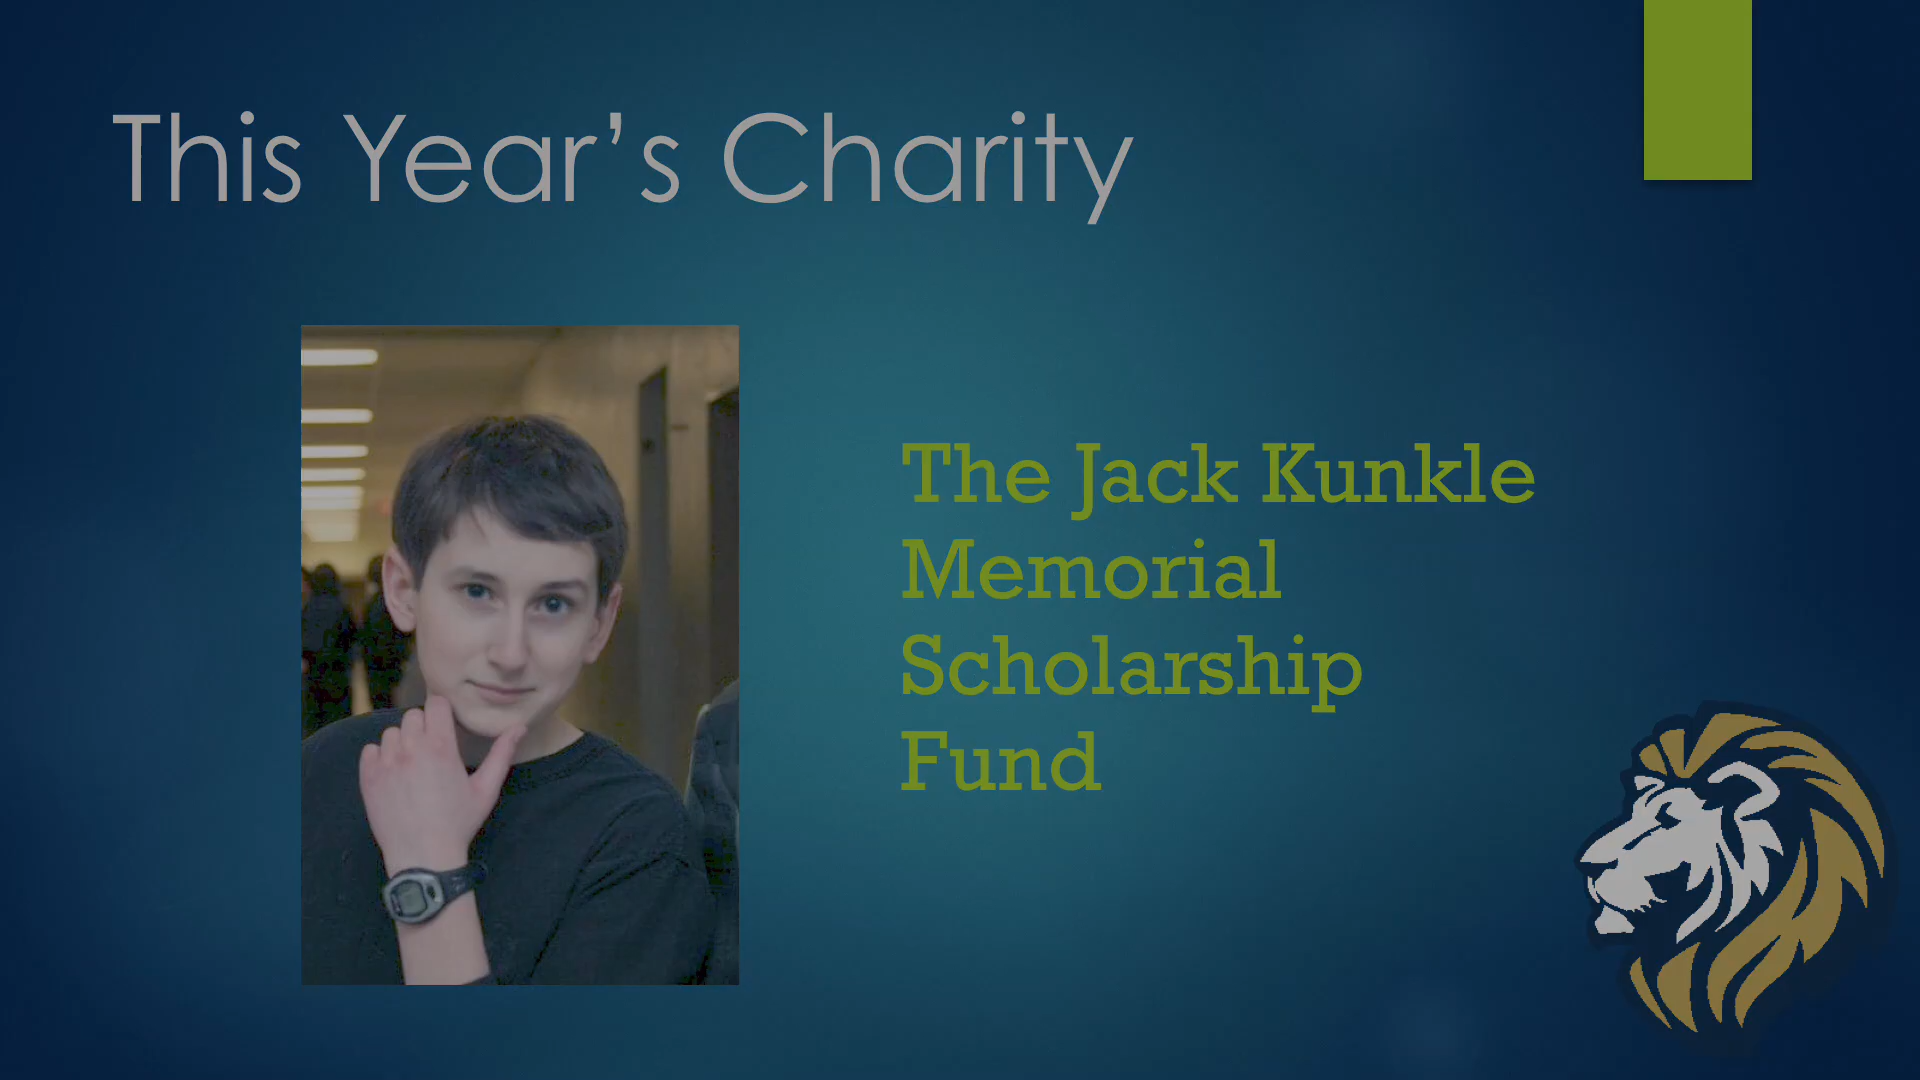 This Year’s Charity
The Jack Kunkle
Memorial
Scholarship
Fund